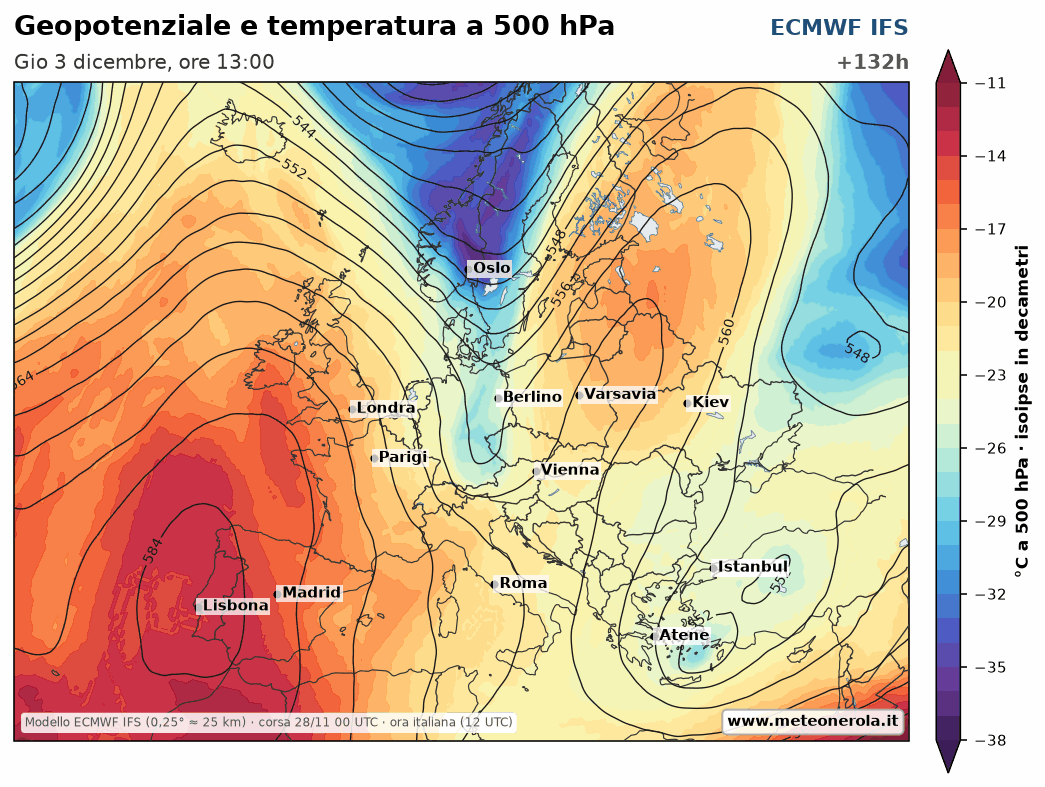 Geopotenziale e temperatura a 500 hPa
ECMWF IFS
Gio 3 dicembre, ore 13:00
+132h
544
552
548
556
Oslo
560
548
564
Londra
Berlino
Varsavia
Kiev
Parigi
Vienna
584
Istanbul
Roma
Madrid
Lisbona
552
Atene
Modello ECMWF IFS (0,25° ≈ 25 km) · corsa 28/11 00 UTC · ora italiana (12 UTC)
www.meteonerola.it
−11
−14
−17
−20
−23
−26
−29
−32
−35
−38
°C a 500 hPa · isoipse in decametri